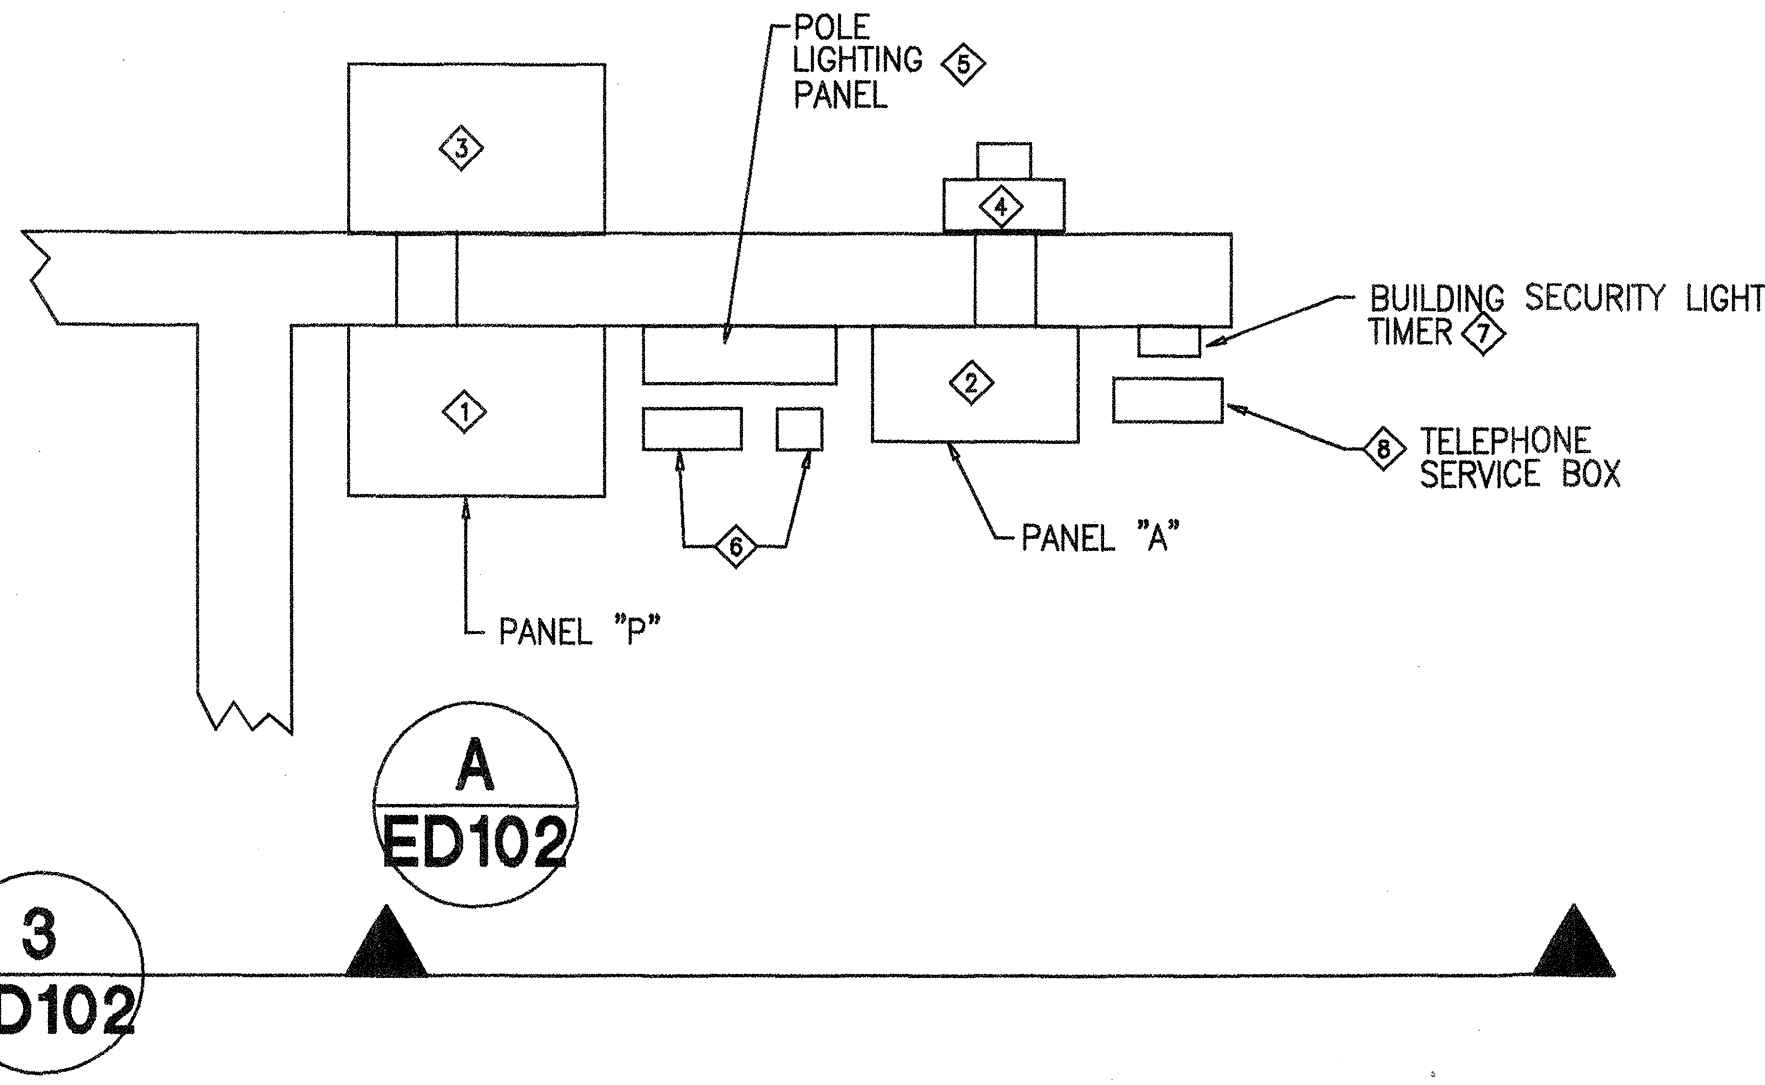 POLE
LIGHTING 5
PANEL
3
4
BUILDING SECURITY LIGHT
TIMER 7
1
2
8 TELEPHONE
SERVICE BOX
6
PANEL "A"
PANEL "P"
A
ED102
3
D102